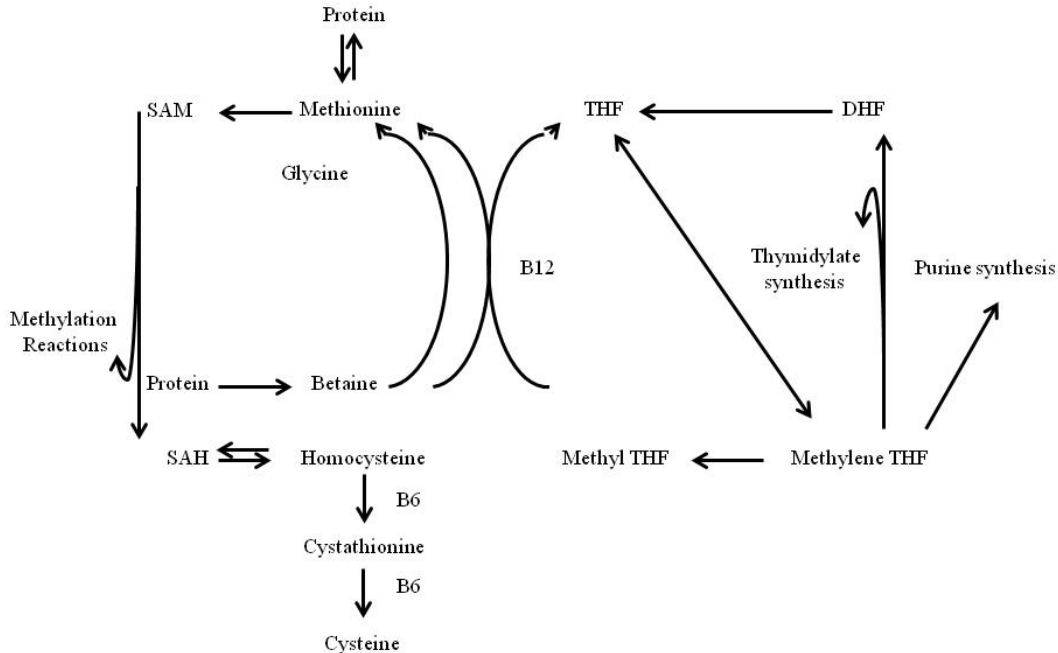 Protein
SAM
Methionine
THF
DHF
Glycine
B12
Thymidylate
synthesis
Purine synthesis
Methylation
Reactions
Protein
Betaine
SAH
Homocysteine
Methyl THF
Methylene THF
B6
Cystathionine
B6
Cysteine